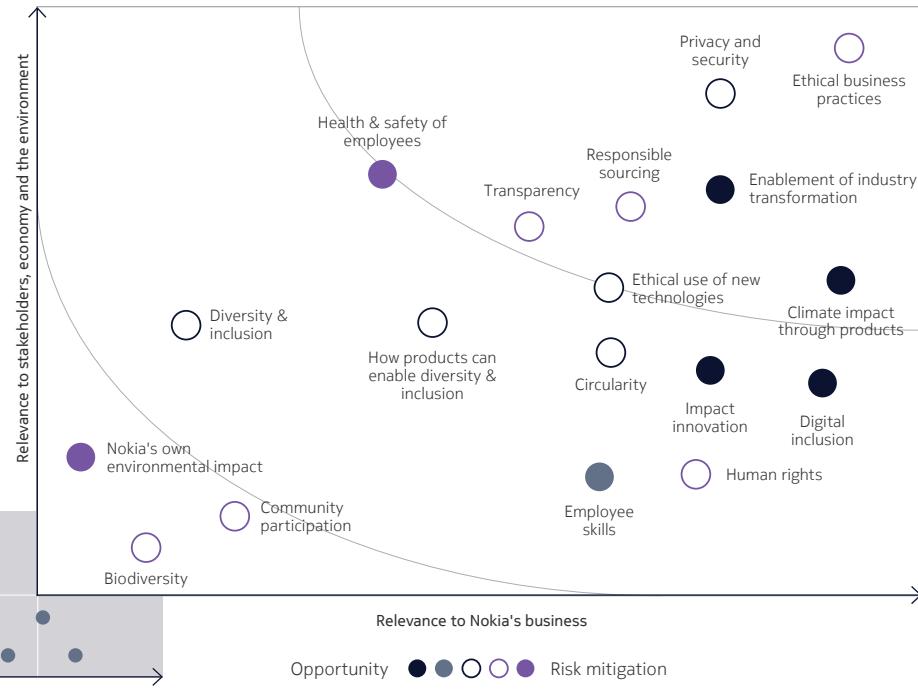 Relevance to stakeholders, economy and the environment
Privacy and
security
Ethical business
practices
Health & safety of
employees
Responsible
sourcing
Transparency
Enablement of industry
transformation
Ethical use of new
technologies
Climate impact
through products
Diversity &
inclusion
How products can
enable diversity &
inclusion
Circularity
Impact
innovation
Digital
inclusion
Nokia's own
environmental impact
Human rights
Employee
skills
Community
participation
Biodiversity
Relevance to Nokia's business
Opportunity
Risk mitigation